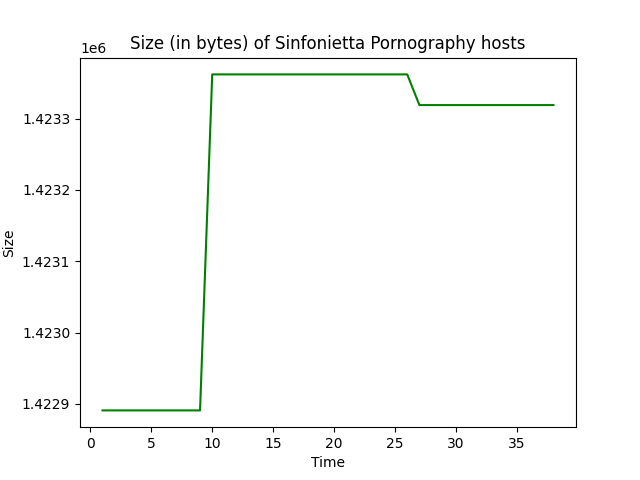 Size (in bytes) of Sinfonietta Pornography hosts
1e6
1.4233
1.4232
1.4231
1.4230
1.4229
Size
0 5 10 15 20 25 30 35
Time